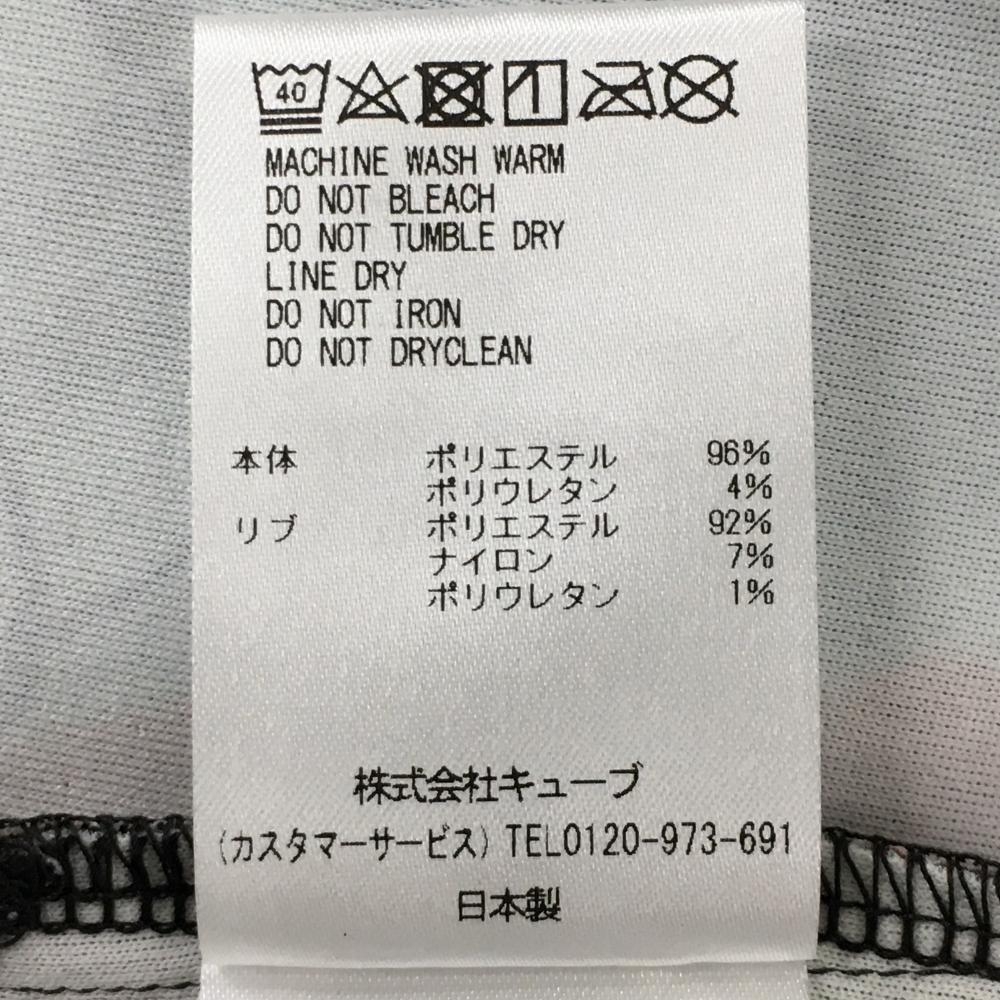 40
MACHINE WASH WARM
DO NOT BLEACH
DO NOT TUMBLE DRY
LINE DRY
DO NOT IRON
DO NOT DRYCLEAN
本体 ポリエステル 96%
ポリウレタン 4%
リブ ポリエステル 92%
ナイロン 7%
ポリウレタン 1%
株式会社キューブ
(カスタマーサービス) TEL0120-973-691
日本製